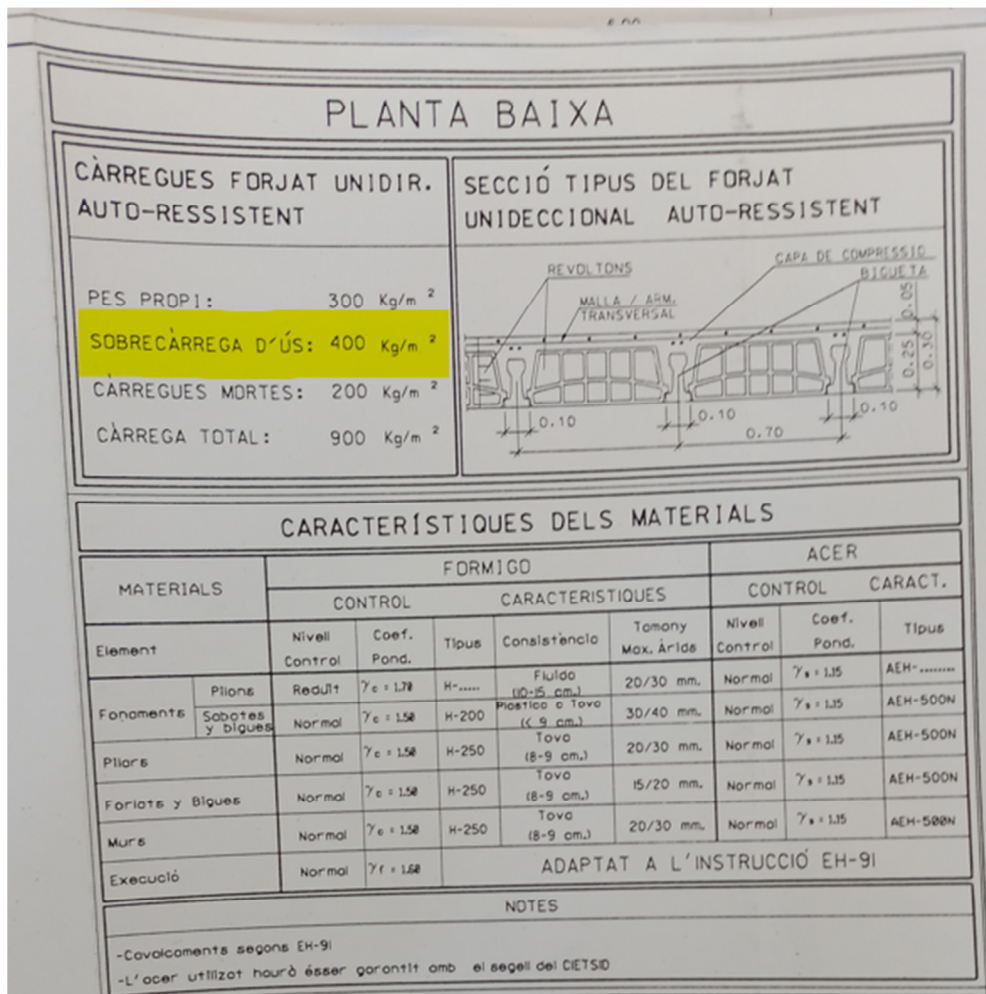 PLANTA BAIXA
CÀRREGUES FORJAT UNIDIR.
AUTO-RESSISTENT
PES PROPI: 300 Kg/m 2
SOBRECÀRREGA D'ÚS: 400 Kg/m 2
CÀRREGUES MORTES: 200 Kg/m 2
CÀRREGA TOTAL: 900 Kg/m 2
SECCIÓ TIPUS DEL FORJAT
UNIDECCIONAL AUTO-RESSISTENT
REVOLTONS
CAPA DE COMPRESSIO
BIGUETA
MALLA / ARM.
TRANSVERSAL
0.05
0.25
0.30
0.10
0.10
0.10
0.70
CARACTERÍSTIQUES DELS MATERIALS
MATERIALS FORMIGO ACER
CONTROL CARACTERISTIQUES CONTROL CARACT.
Element Nivell Control Coef. Pond. Tipus Consistència Tamany Max. Àrids Nivell Control Coef. Pond. Tipus
Fonaments Pilons Reduït γc = 1.70 H-..... Fluida (10-15 cm.) 20/30 mm. Normal γs = 1.15 AEH-........
Sabates y bigues Normal γc = 1.50 H-200 Plastica o Tova (< 9 cm.) 30/40 mm. Normal γs = 1.15 AEH-500N
Pilars Normal γc = 1.50 H-250 Tova (8-9 cm.) 20/30 mm. Normal γs = 1.15 AEH-500N
Forjats y Bigues Normal γc = 1.50 H-250 Tova (8-9 cm.) 15/20 mm. Normal γs = 1.15 AEH-500N
Murs Normal γc = 1.50 H-250 Tova (8-9 cm.) 20/30 mm. Normal γs = 1.15 AEH-500N
Execució Normal γf = 1.60 ADAPTAT A L'INSTRUCCIÓ EH-91
NOTES
-Cavalcaments segons EH-91
-L'acer utilitzat haurà ésser garantit amb el segell del CIETSID